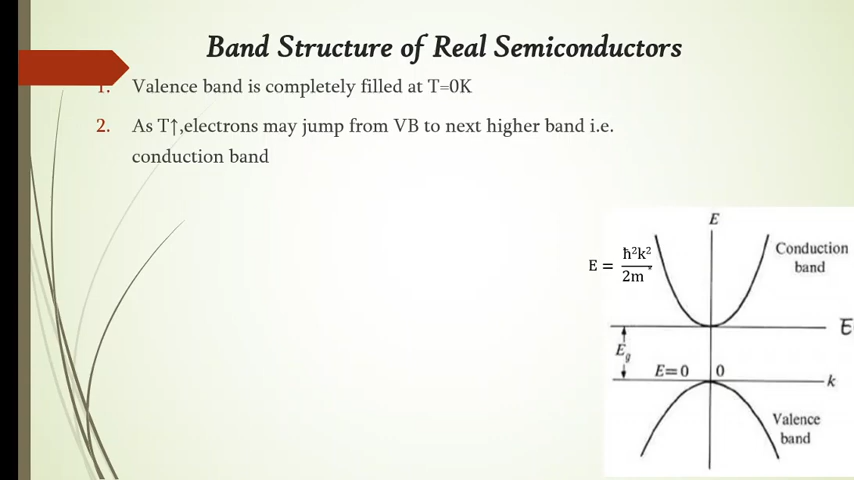 Band Structure of Real Semiconductors
1. Valence band is completely filled at T=0K
2. As T↑,electrons may jump from VB to next higher band i.e.
conduction band
E
E = ħ²k²/2m*
Conduction
band
E
E_g
E=0 0
k
Valence
band